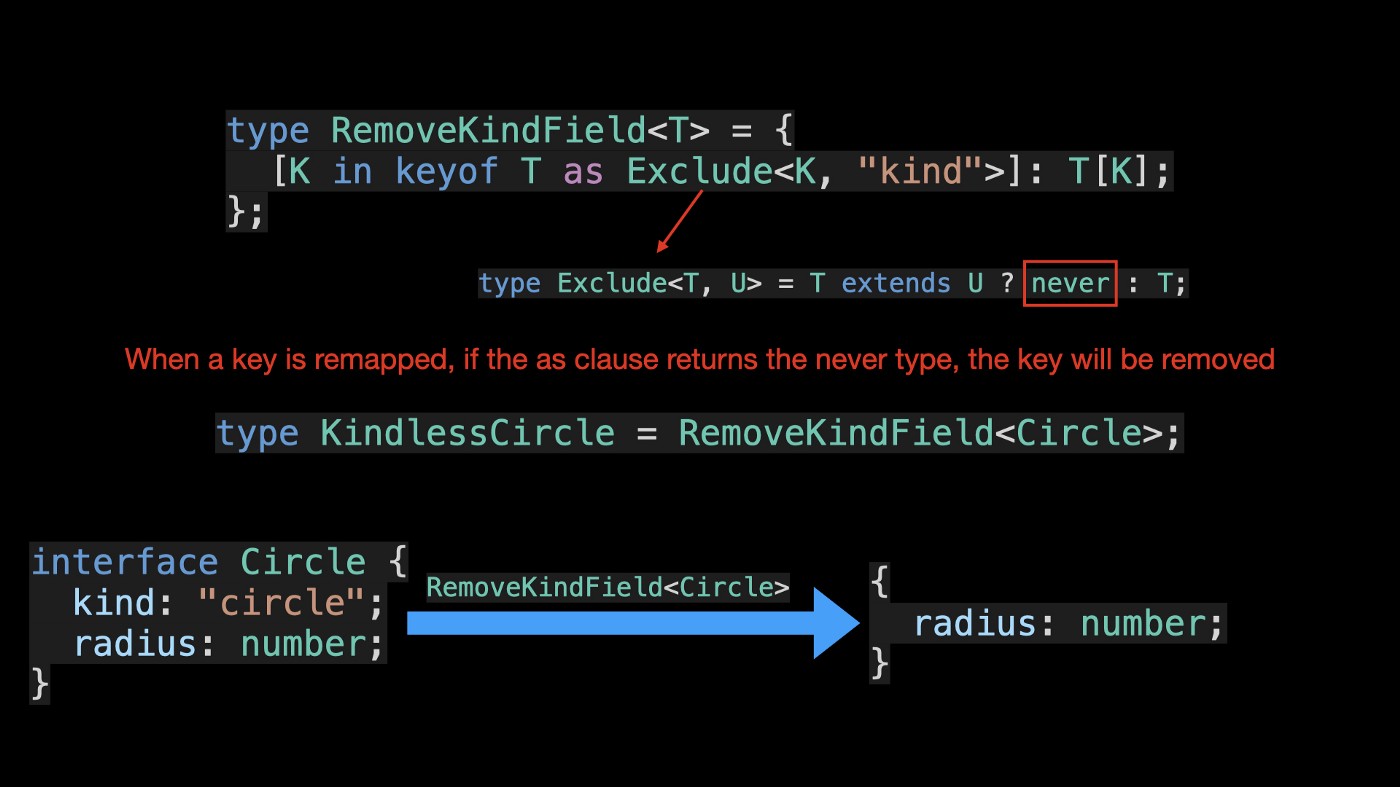 type RemoveKindField<T> = {
  [K in keyof T as Exclude<K, "kind">]: T[K];
};
type Exclude<T, U> = T extends U ? never : T;
When a key is remapped, if the as clause returns the never type, the key will be removed
type KindlessCircle = RemoveKindField<Circle>;
interface Circle {
  kind: "circle";
  radius: number;
}
RemoveKindField<Circle>
{
  radius: number;
}